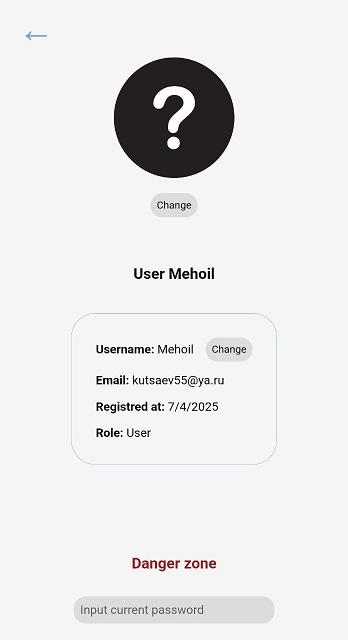 ←
?
Change
User Mehoil
Username: Mehoil Change
Email: kutsaev55@ya.ru
Registred at: 7/4/2025
Role: User
Danger zone
Input current password